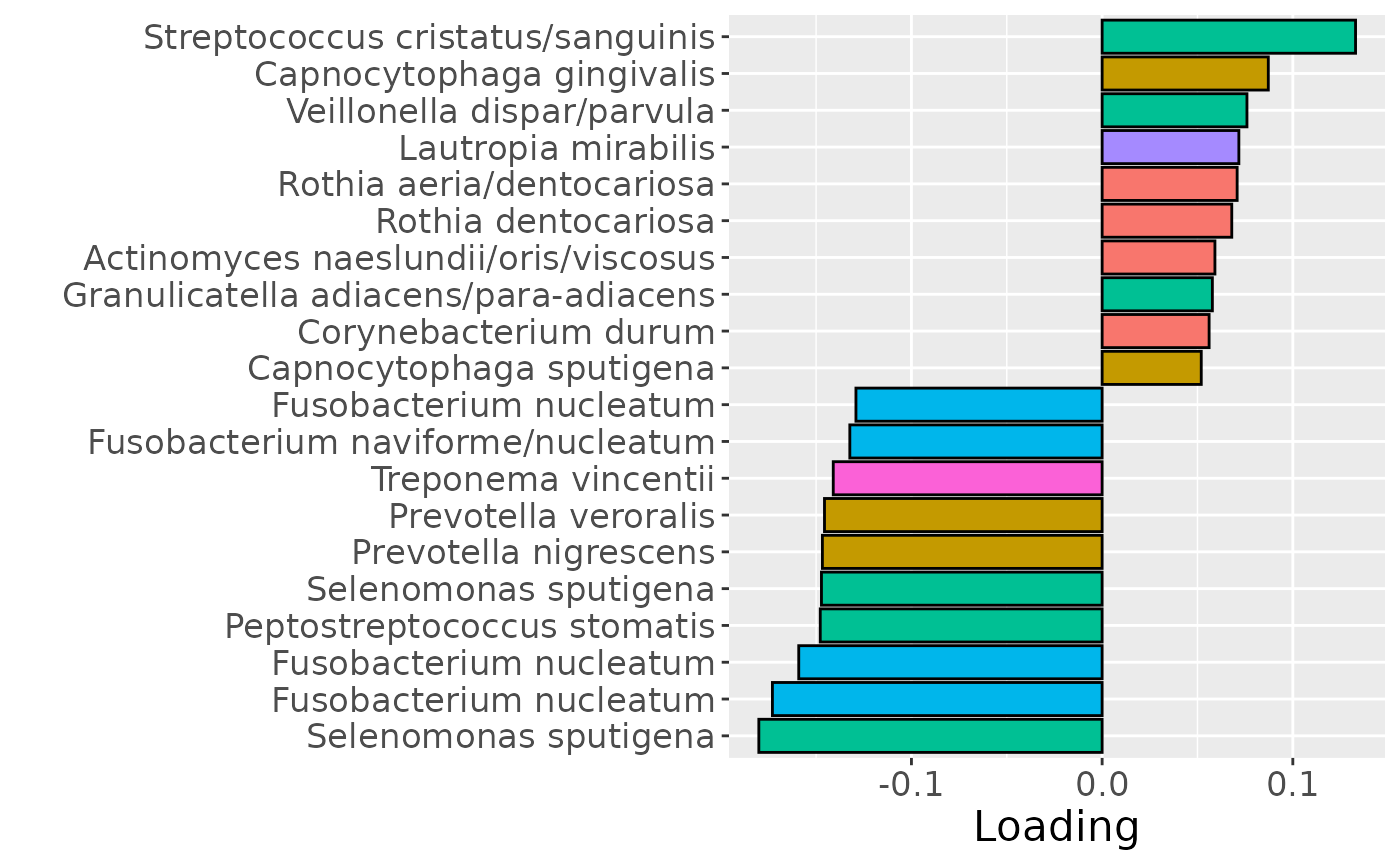 Streptococcus cristatus/sanguinis
Capnocytophaga gingivalis
Veillonella dispar/parvula
Lautropia mirabilis
Rothia aeria/dentocariosa
Rothia dentocariosa
Actinomyces naeslundii/oris/viscosus
Granulicatella adiacens/para-adiacens
Corynebacterium durum
Capnocytophaga sputigena
Fusobacterium nucleatum
Fusobacterium naviforme/nucleatum
Treponema vincentii
Prevotella veroralis
Prevotella nigrescens
Selenomonas sputigena
Peptostreptococcus stomatis
Fusobacterium nucleatum
Fusobacterium nucleatum
Selenomonas sputigena
-0.1 0.0 0.1
Loading